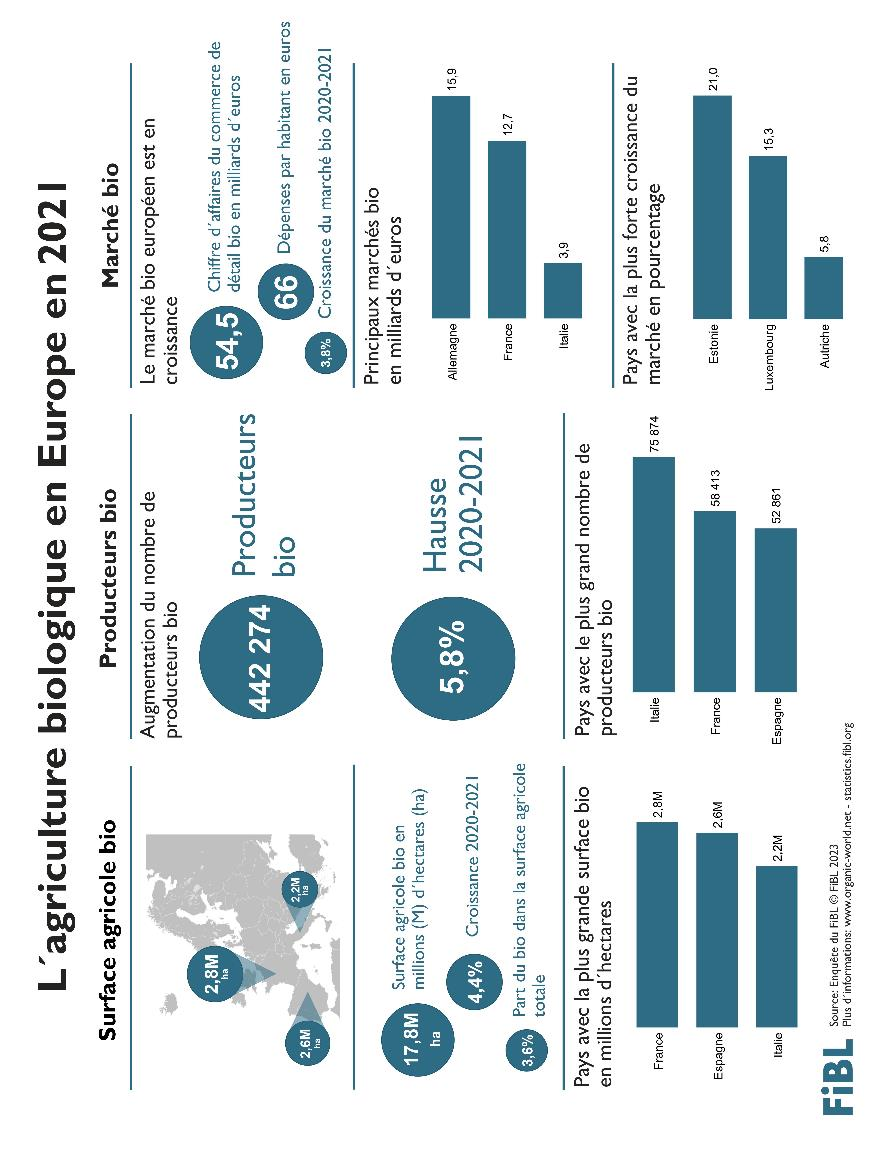 L´agriculture biologique en Europe en 2021
Surface agricole bio
2,8M
ha
2,6M
ha
2,2M
ha
17,8M
ha
Surface agricole bio en
millions (M) d´hectares (ha)
4,4%
Croissance 2020-2021
3,6%
Part du bio dans la surface agricole
totale
Pays avec la plus grande surface bio
en millions d´hectares
France
2,8M
Espagne
2,6M
Italie
2,2M
Producteurs bio
Augmentation du nombre de
producteurs bio
442 274
Producteurs
bio
5,8%
Hausse
2020-2021
Pays avec le plus grand nombre de
producteurs bio
Italie
75 874
France
58 413
Espagne
52 861
Marché bio
Le marché bio européen est en
croissance
54,5
Chiffre d´affaires du commerce de
détail bio en milliards d´euros
66
Dépenses par habitant en euros
3,8%
Croissance du marché bio 2020-2021
Principaux marchés bio
en milliards d´euros
Allemagne
15,9
France
12,7
Italie
3,9
Pays avec la plus forte croissance du
marché en pourcentage
Estonie
21,0
Luxembourg
15,3
Autriche
5,8
FiBL
Source: Enquête du FiBL © FiBL 2023
Plus d´informations: www.organic-world.net - statistics.fibl.org